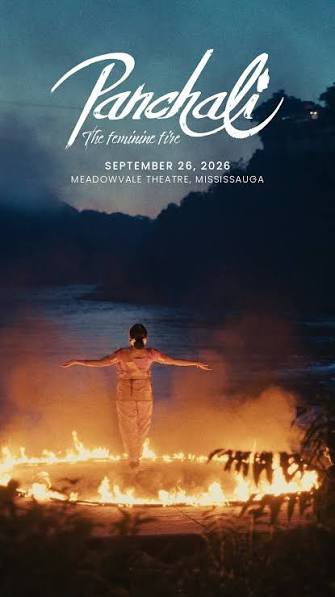 Panchali
The feminine fire
SEPTEMBER 26, 2026
MEADOWVALE THEATRE, MISSISSAUGA